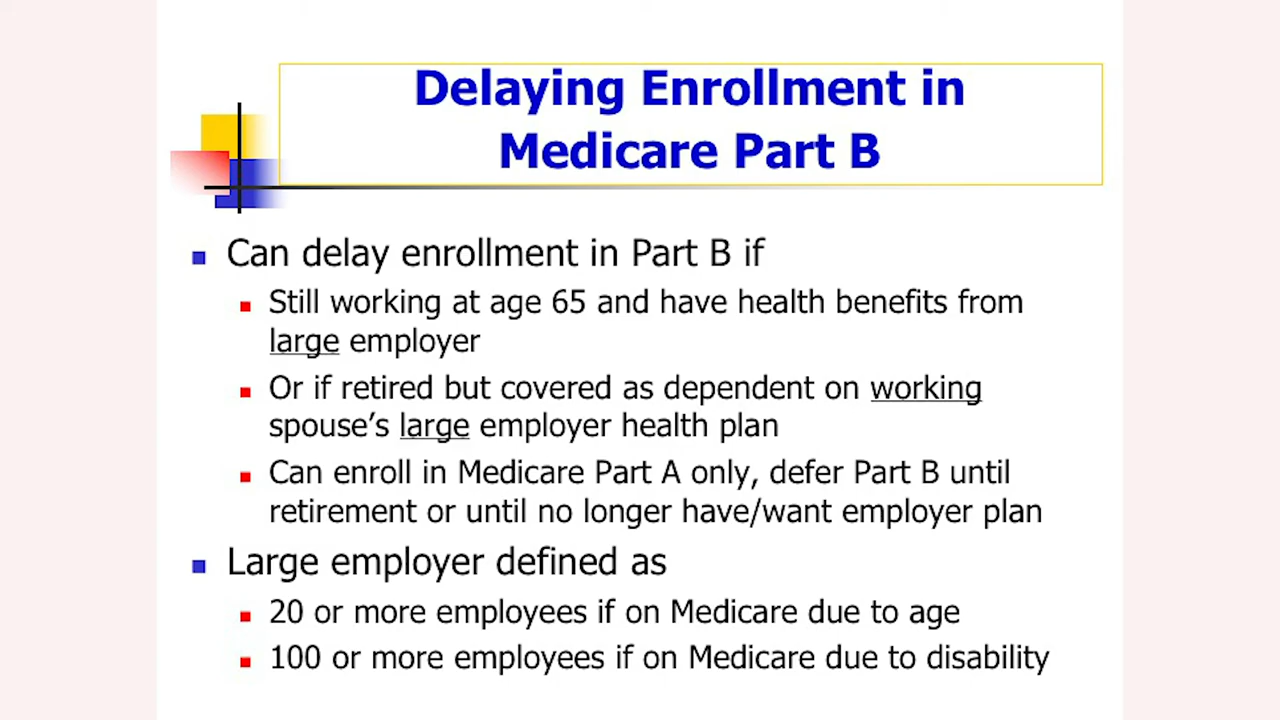 Delaying Enrollment in
Medicare Part B
Can delay enrollment in Part B if
Still working at age 65 and have health benefits from
large employer
Or if retired but covered as dependent on working
spouse’s large employer health plan
Can enroll in Medicare Part A only, defer Part B until
retirement or until no longer have/want employer plan
Large employer defined as
20 or more employees if on Medicare due to age
100 or more employees if on Medicare due to disability